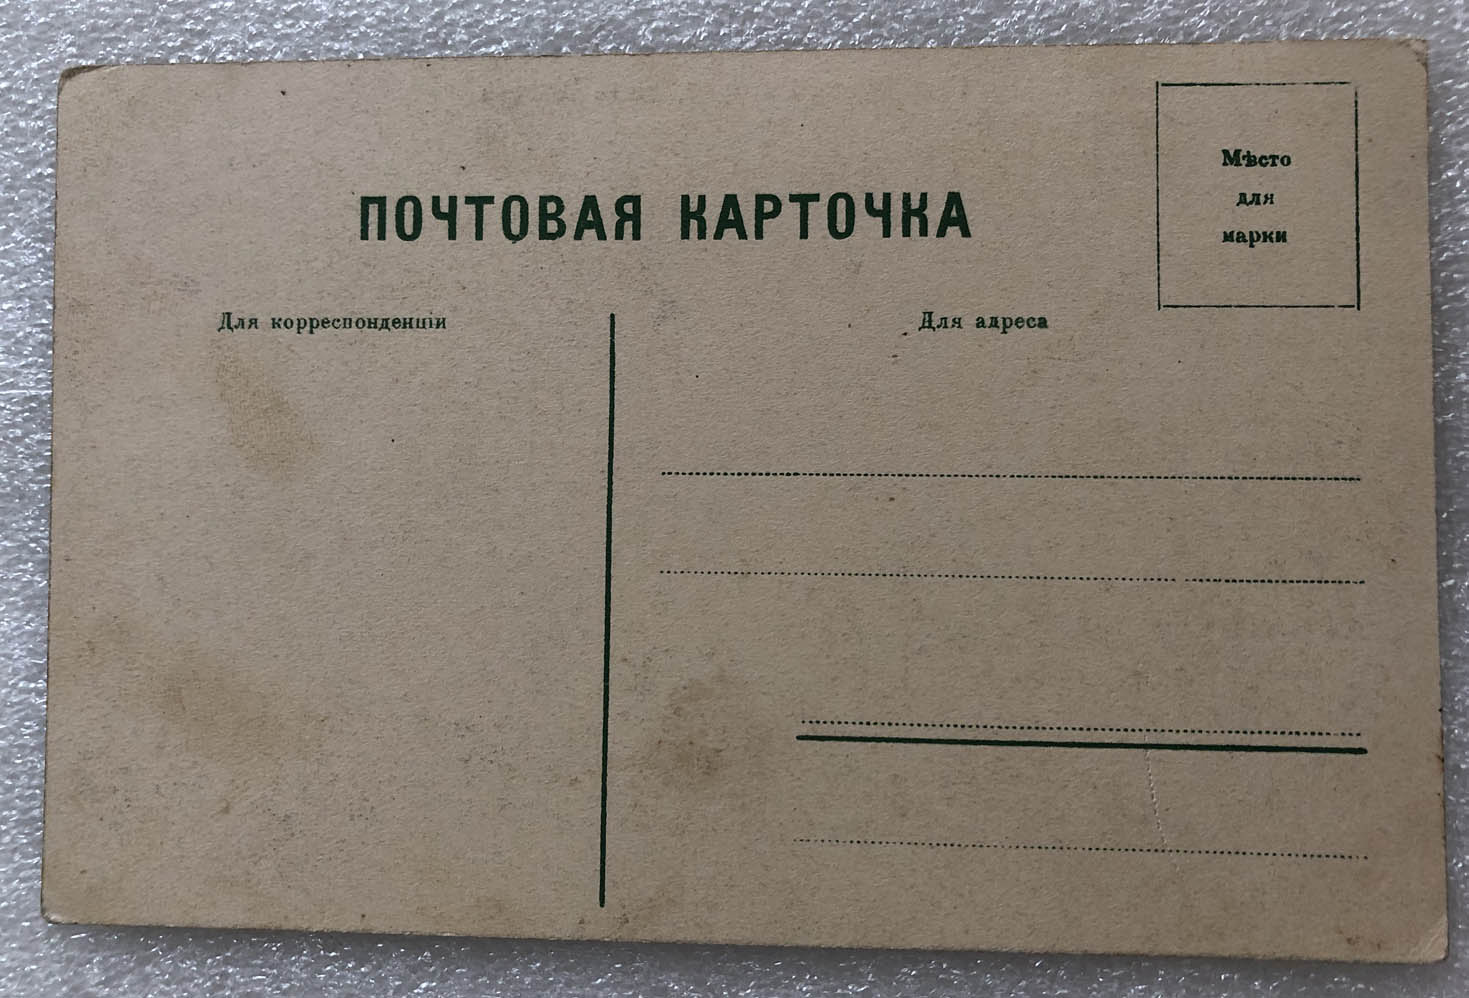 Мѣсто
для
марки
ПОЧТОВАЯ КАРТОЧКА
Для корреспонденціи
Для адреса